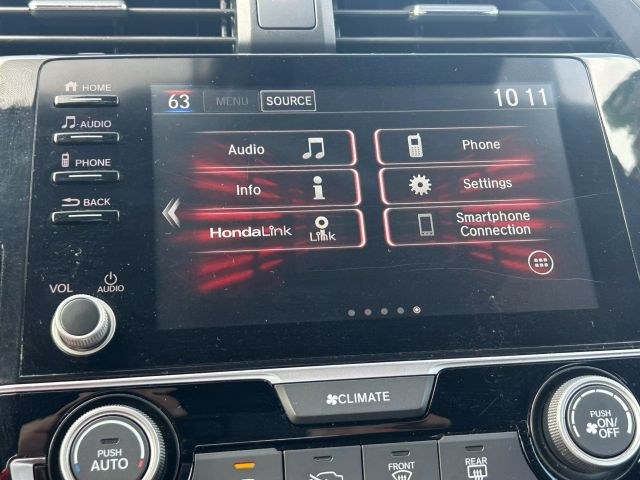 HOME
AUDIO
PHONE
BACK
VOL
AUDIO
63 MENU SOURCE 10 11
Audio
Phone
Info
Settings
HondaLink Link
Smartphone
Connection
CLIMATE
PUSH
AUTO
FRONT
REAR
PUSH
ON/
OFF